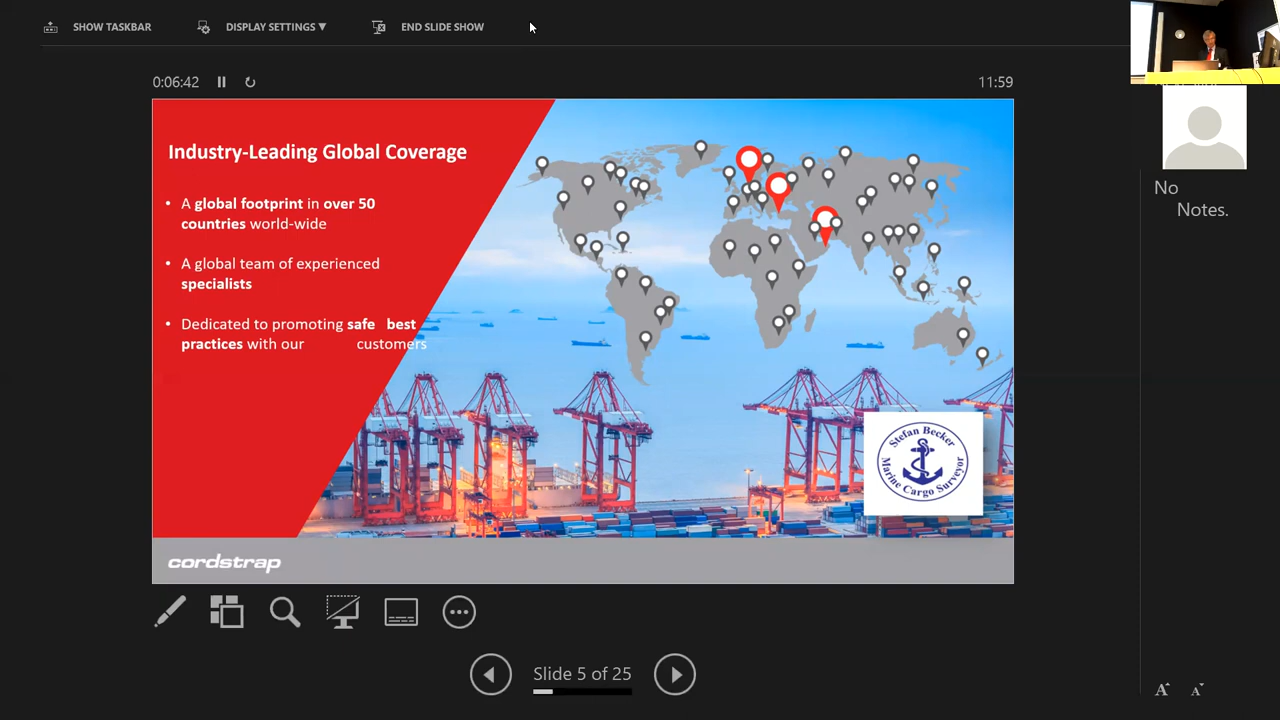 SHOW TASKBAR
DISPLAY SETTINGS ▼
END SLIDE SHOW
0:06:42
11:59
Industry-Leading Global Coverage
• A global footprint in over 50
countries world-wide
• A global team of experienced
specialists
• Dedicated to promoting safe best
practices with our customers
Stefan Becker
Marine Cargo Surveyor
cordstrap
Slide 5 of 25
No
Notes.
A
A